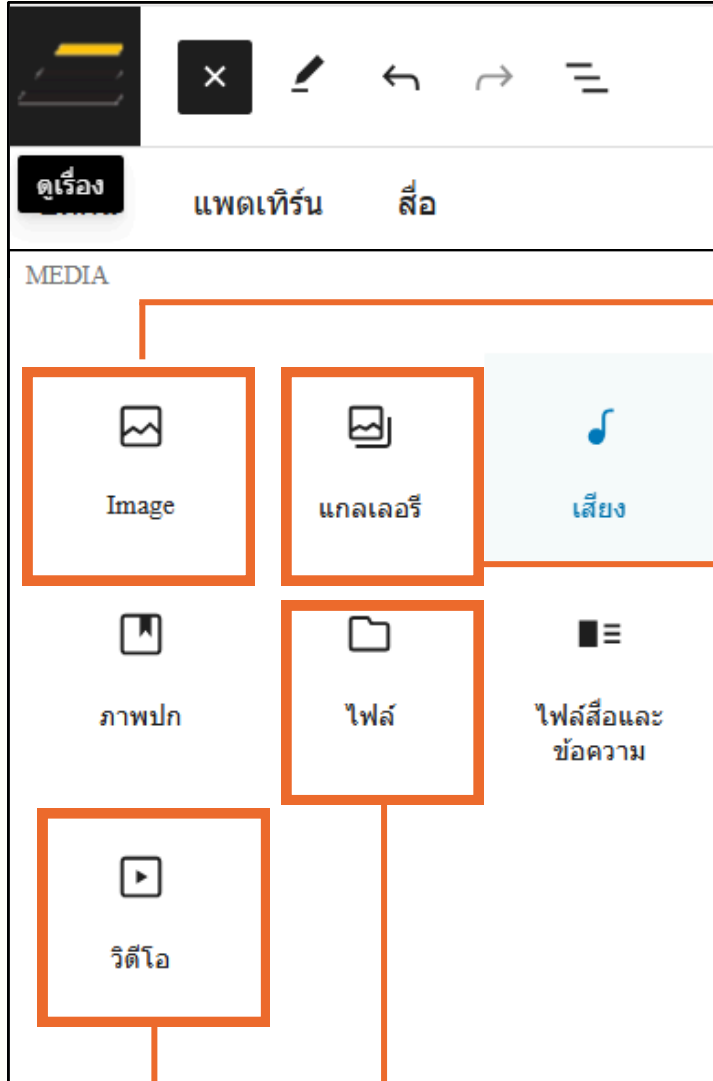 ดูเรื่อง
แพตเทิร์น สื่อ
MEDIA
Image แกลเลอรี เสียง
ภาพปก ไฟล์ ไฟล์สื่อและ
ข้อความ
วิดีโอ